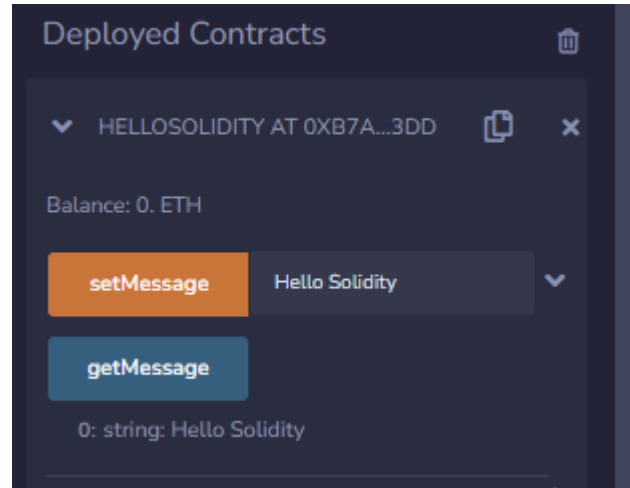 Deployed Contracts
HELLOSOLIDITY AT 0XB7A...3DD
Balance: 0. ETH
setMessage Hello Solidity
getMessage
0: string: Hello Solidity